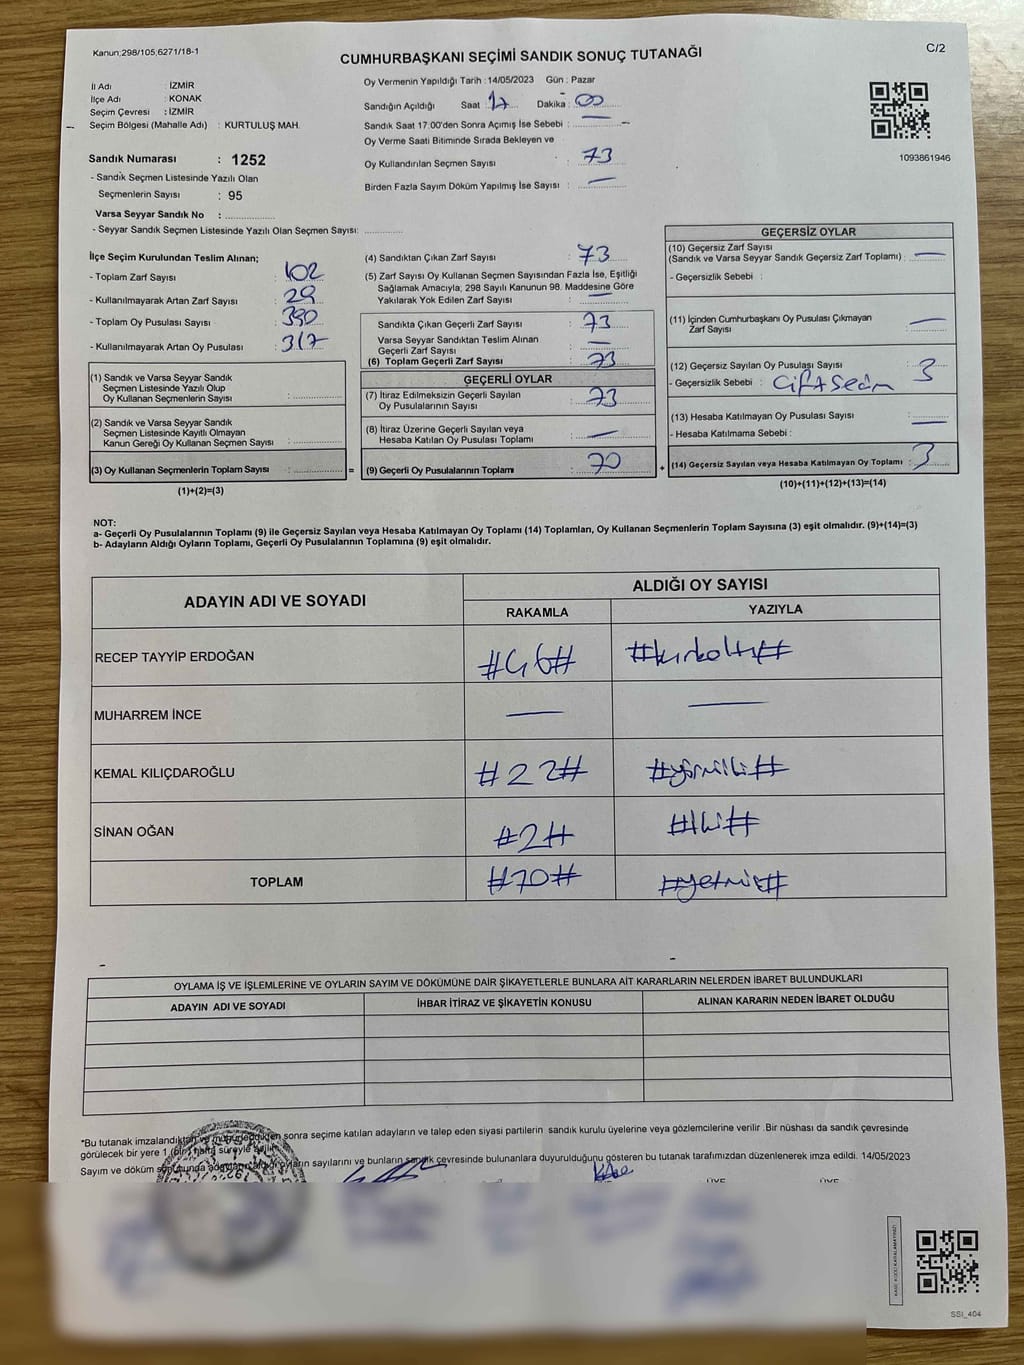 Kanun;298/105;6271/18-1
C/2
CUMHURBAŞKANI SEÇİMİ SANDIK SONUÇ TUTANAĞI
İl Adı : İZMİR
İlçe Adı : KONAK
Seçim Çevresi : İZMİR
Seçim Bölgesi (Mahalle Adı) : KURTULUŞ MAH.
Sandık Numarası : 1252
- Sandık Seçmen Listesinde Yazılı Olan
Seçmenlerin Sayısı : 95
Varsa Seyyar Sandık No :
- Seyyar Sandık Seçmen Listesinde Yazılı Olan Seçmen Sayısı:
Oy Vermenin Yapıldığı Tarih : 14/05/2023 Gün : Pazar
Sandığın Açıldığı Saat : 17 Dakika : 00
Sandık Saat 17:00'den Sonra Açımış İse Sebebi : —
Oy Verme Saati Bitiminde Sırada Bekleyen ve
Oy Kullandırılan Seçmen Sayısı : 73
Birden Fazla Sayım Döküm Yapılmış İse Sayısı : —
1093861946
İlçe Seçim Kurulundan Teslim Alınan;
- Toplam Zarf Sayısı : 102
- Kullanılmayarak Artan Zarf Sayısı : 29
- Toplam Oy Pusulası Sayısı : 390
- Kullanılmayarak Artan Oy Pusulası : 317
(1) Sandık ve Varsa Seyyar Sandık
Seçmen Listesinde Yazılı Olup
Oy Kullanan Seçmenlerin Sayısı :
(2) Sandık ve Varsa Seyyar Sandık
Seçmen Listesinde Kayıtlı Olmayan
Kanun Gereği Oy Kullanan Seçmen Sayısı :
(3) Oy Kullanan Seçmenlerin Toplam Sayısı : =
(1)+(2)=(3)
(4) Sandıktan Çıkan Zarf Sayısı : 73
(5) Zarf Sayısı Oy Kullanan Seçmen Sayısından Fazla İse, Eşitliği
Sağlamak Amacıyla, 298 Sayılı Kanunun 98. Maddesine Göre
Yakılarak Yok Edilen Zarf Sayısı : —
Sandıkta Çıkan Geçerli Zarf Sayısı : 73
Varsa Seyyar Sandıktan Teslim Alınan
Geçerli Zarf Sayısı : —
(6) Toplam Geçerli Zarf Sayısı : 73
GEÇERLİ OYLAR
(7) İtiraz Edilmeksizin Geçerli Sayılan
Oy Pusulalarının Sayısı : 73
(8) İtiraz Üzerine Geçerli Sayılan veya
Hesaba Katılan Oy Pusulası Toplamı : —
(9) Geçerli Oy Pusulalarının Toplamı : 70 +
GEÇERSİZ OYLAR
(10) Geçersiz Zarf Sayısı
(Sandık ve Varsa Seyyar Sandık Geçersiz Zarf Toplamı) : —
- Geçersizlik Sebebi :
(11) İçinden Cumhurbaşkanı Oy Pusulası Çıkmayan
Zarf Sayısı : —
(12) Geçersiz Sayılan Oy Pusulası Sayısı : 3
- Geçersizlik Sebebi :
(13) Hesaba Katılmayan Oy Pusulası Sayısı : —
- Hesaba Katılmama Sebebi :
(14) Geçersiz Sayılan veya Hesaba Katılmayan Oy Toplamı : 3
(10)+(11)+(12)+(13)=(14)
NOT:
a- Geçerli Oy Pusulalarının Toplamı (9) ile Geçersiz Sayılan veya Hesaba Katılmayan Oy Toplamı (14) Toplamları, Oy Kullanan Seçmenlerin Toplam Sayısına (3) eşit olmalıdır. (9)+(14)=(3)
b- Adayların Aldığı Oyların Toplamı, Geçerli Oy Pusulalarının Toplamına (9) eşit olmalıdır.
ADAYIN ADI VE SOYADI ALDIĞI OY SAYISI
RAKAMLA YAZIYLA
RECEP TAYYİP ERDOĞAN #46# #kırkaltı#
MUHARREM İNCE — —
KEMAL KILIÇDAROĞLU #22# #yirmiiki#
SİNAN OĞAN #2# #İki#
TOPLAM #70# #yetmiş#
OYLAMA İŞ VE İŞLEMLERİNE VE OYLARIN SAYIM VE DÖKÜMÜNE DAİR ŞİKAYETLERLE BUNLARA AİT KARARLARIN NELERDEN İBARET BULUNDUKLARI
ADAYIN ADI VE SOYADI İHBAR İTİRAZ VE ŞİKAYETİN KONUSU ALINAN KARARIN NEDEN İBARET OLDUĞU
*Bu tutanak imzalandıktan ve mühürlendikten sonra seçime katılan adayların ve talep eden siyasi partilerin sandık kurulu üyelerine veya gözlemcilerine verilir .Bir nüshası da sandık çevresinde
görülecek bir yere 1 (bir) hafta süreyle asılır.
Sayım ve döküm sonucunda adayların aldığı oyların sayılarını ve bunların sandık çevresinde bulunanlara duyurulduğunu gösteren bu tutanak tarafımızdan düzenlenerek imza edildi. 14/05/2023
ÜYE ÜYE
SSI_404